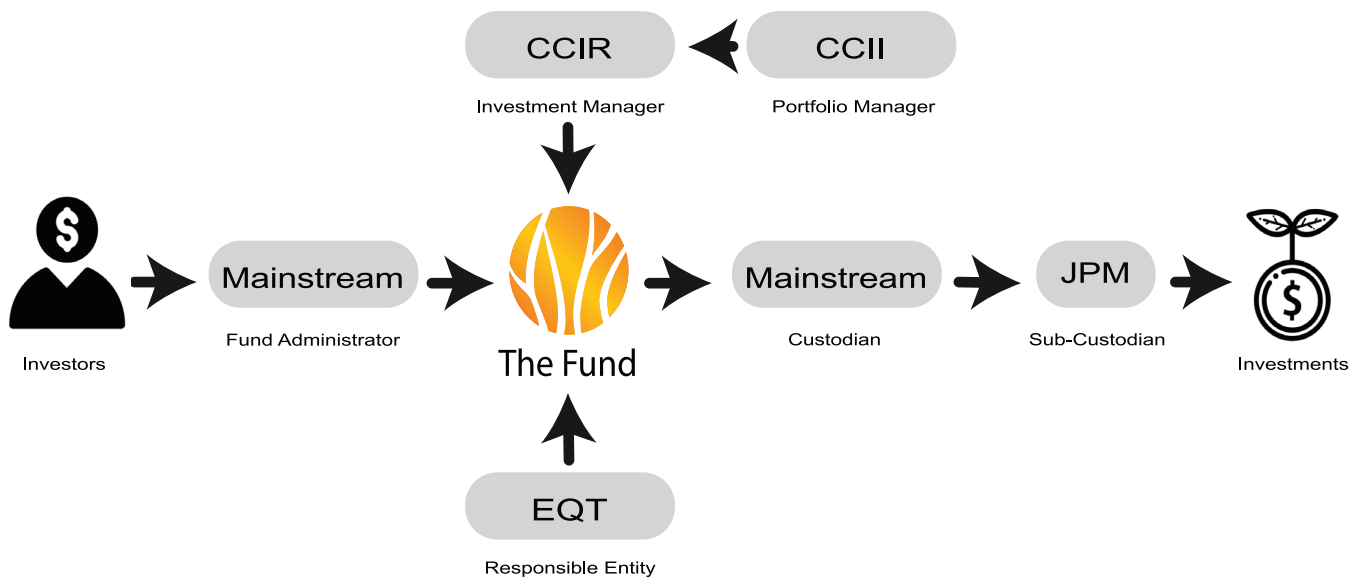 CCIR
CCII
Investment Manager
Portfolio Manager
$
Mainstream
Mainstream
JPM
$
Fund Administrator
Custodian
Sub-Custodian
Investors
The Fund
Investments
EQT
Responsible Entity